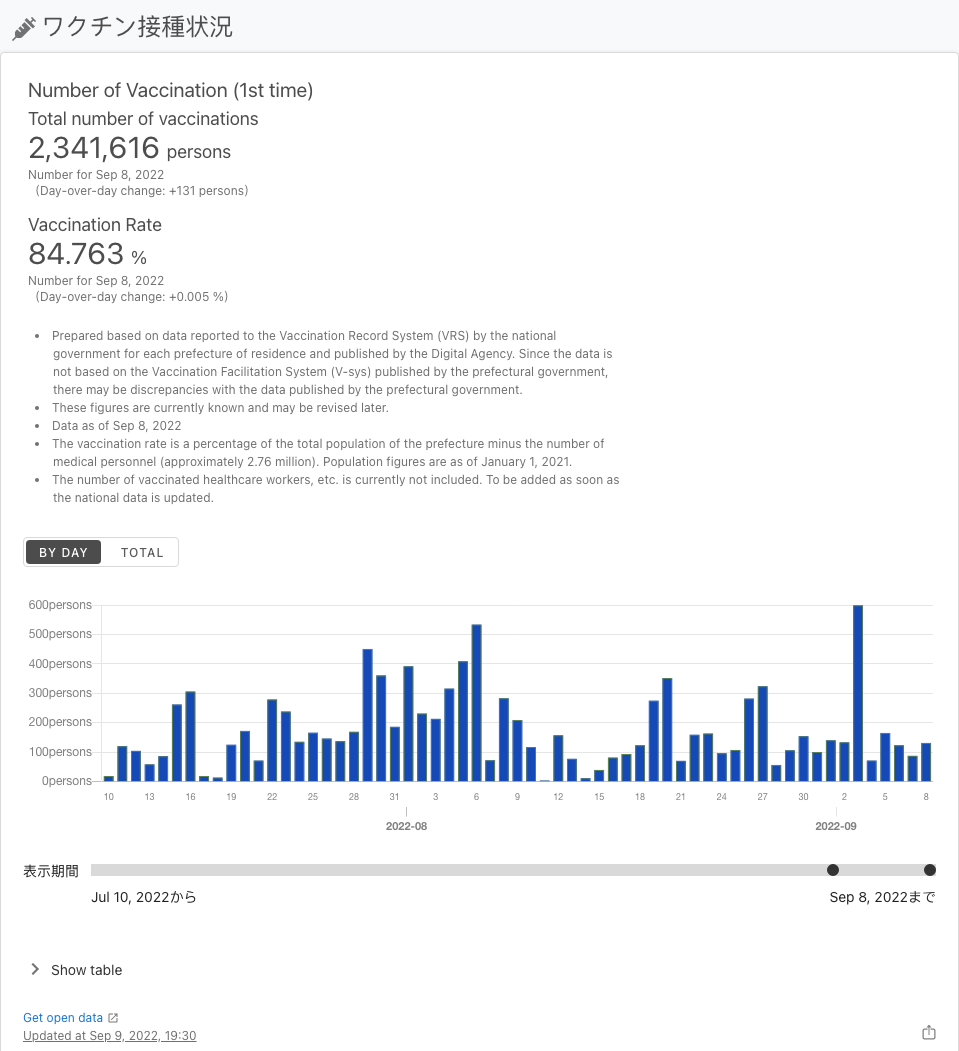 ワクチン接種状況
Number of Vaccination (1st time)
Total number of vaccinations
2,341,616 persons
Number for Sep 8, 2022
(Day-over-day change: +131 persons)
Vaccination Rate
84.763 %
Number for Sep 8, 2022
(Day-over-day change: +0.005 %)
• Prepared based on data reported to the Vaccination Record System (VRS) by the national
government for each prefecture of residence and published by the Digital Agency. Since the data is
not based on the Vaccination Facilitation System (V-sys) published by the prefectural government,
there may be discrepancies with the data published by the prefectural government.
• These figures are currently known and may be revised later.
• Data as of Sep 8, 2022
• The vaccination rate is a percentage of the total population of the prefecture minus the number of
medical personnel (approximately 2.76 million). Population figures are as of January 1, 2021.
• The number of vaccinated healthcare workers, etc. is currently not included. To be added as soon as
the national data is updated.
BY DAY TOTAL
600persons
500persons
400persons
300persons
200persons
100persons
0persons
10 13 16 19 22 25 28 31 3 6 9 12 15 18 21 24 27 30 2 5 8
2022-08 2022-09
表示期間
Jul 10, 2022から Sep 8, 2022まで
Show table
Get open data
Updated at Sep 9, 2022, 19:30